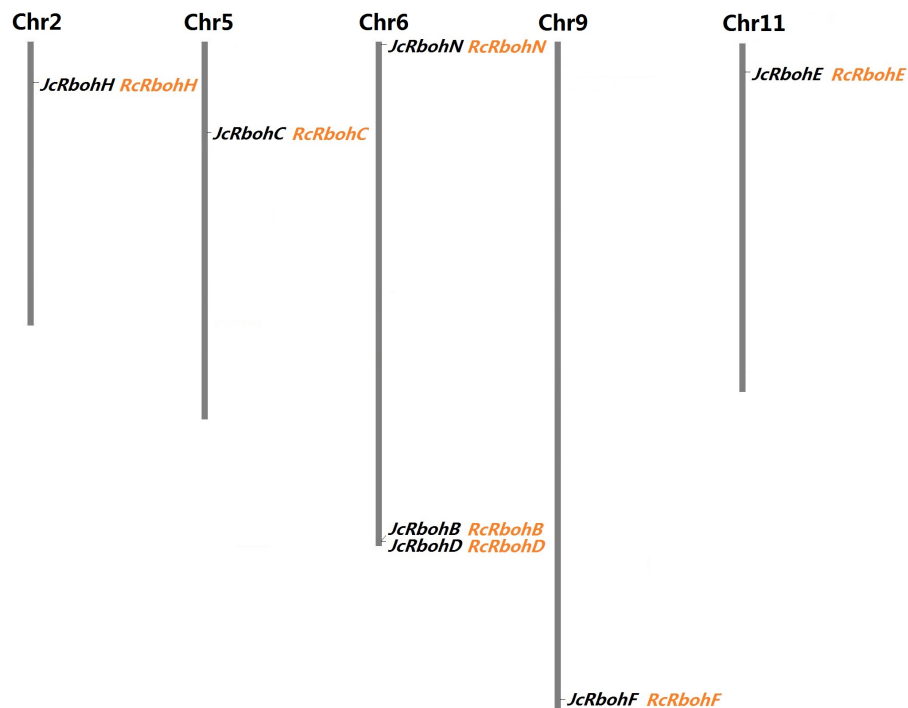 Chr2 Chr5 Chr6 Chr9 Chr11
JcRbohN RcRbohN
JcRbohE RcRbohE
JcRbohH RcRbohH
JcRbohC RcRbohC
JcRbohB RcRbohB
JcRbohD RcRbohD
JcRbohF RcRbohF